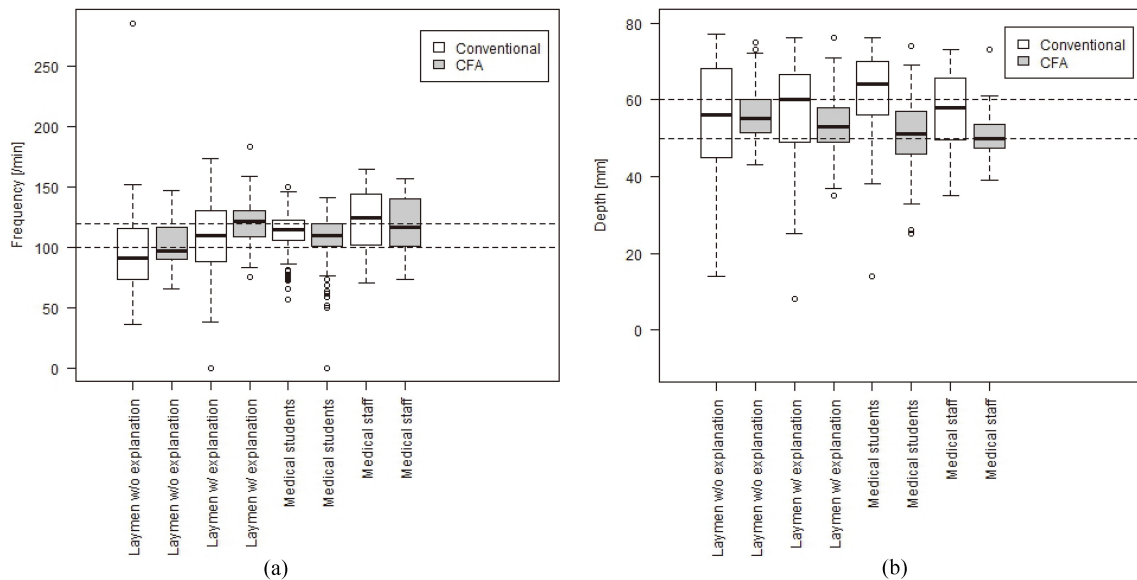 250
200
150
100
50
0
Frequency [/min]
Conventional
CFA
Laymen w/o explanation
Laymen w/o explanation
Laymen w/ explanation
Laymen w/ explanation
Medical students
Medical students
Medical staff
Medical staff
(a)
80
60
40
20
0
Depth [mm]
Conventional
CFA
Laymen w/o explanation
Laymen w/o explanation
Laymen w/ explanation
Laymen w/ explanation
Medical students
Medical students
Medical staff
Medical staff
(b)